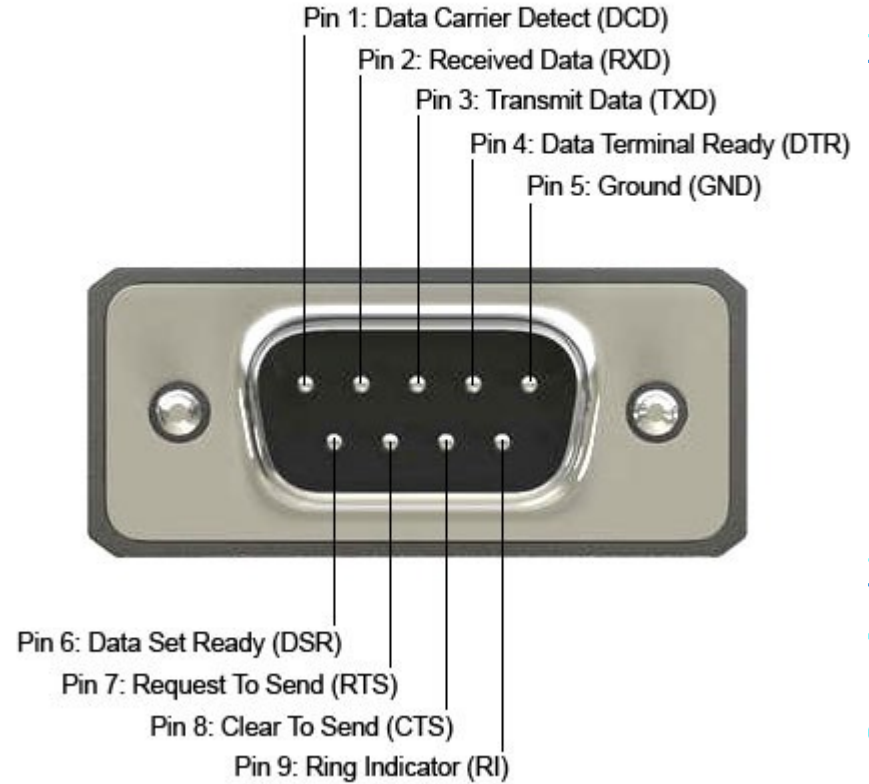 Pin 1: Data Carrier Detect (DCD)
Pin 2: Received Data (RXD)
Pin 3: Transmit Data (TXD)
Pin 4: Data Terminal Ready (DTR)
Pin 5: Ground (GND)
Pin 6: Data Set Ready (DSR)
Pin 7: Request To Send (RTS)
Pin 8: Clear To Send (CTS)
Pin 9: Ring Indicator (RI)